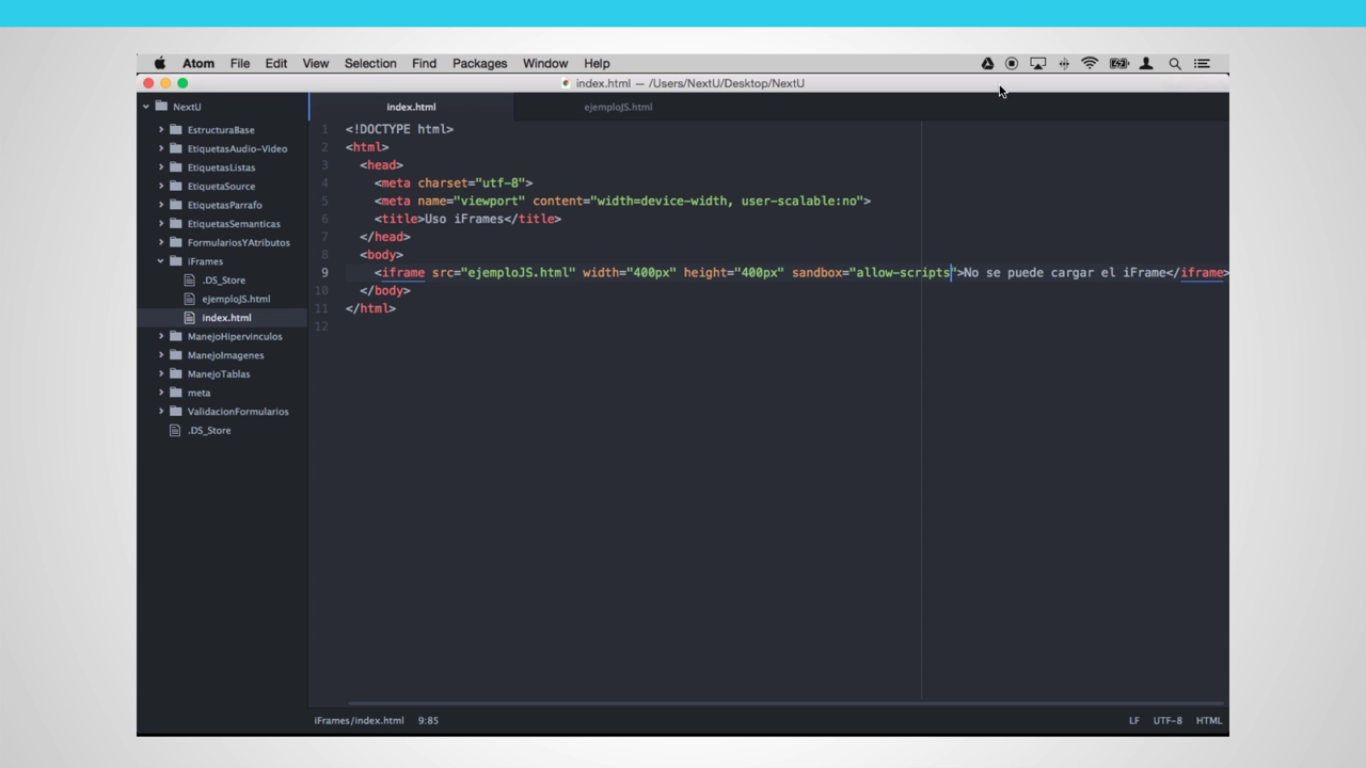 Atom File Edit View Selection Find Packages Window Help
index.html — /Users/NextU/Desktop/NextU
NextU
EstructuraBase
EtiquetasAudio-Video
EtiquetasListas
EtiquetaSource
EtiquetasParrafo
EtiquetasSemanticas
FormulariosYAtributos
iFrames
.DS_Store
ejemploJS.html
index.html
ManejoHipervinculos
ManejoImagenes
ManejoTablas
meta
ValidacionFormularios
.DS_Store
index.html ejemploJS.html
1 <!DOCTYPE html>
2 <html>
3 <head>
4 <meta charset="utf-8">
5 <meta name="viewport" content="width=device-width, user-scalable:no">
6 <title>Uso iFrames</title>
7 </head>
8 <body>
9 <iframe src="ejemploJS.html" width="400px" height="400px" sandbox="allow-scripts">No se puede cargar el iFrame</iframe>
10 </body>
11 </html>
12
iFrames/index.html 9:85 LF UTF-8 HTML